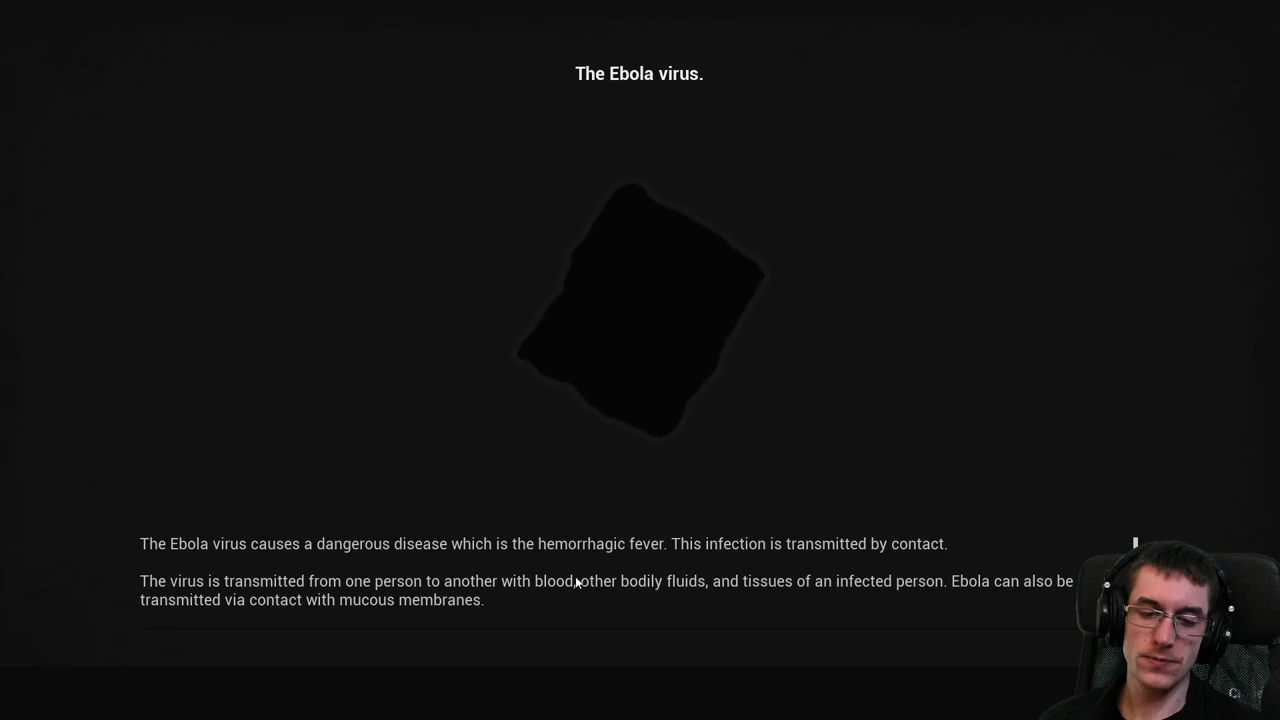 The Ebola virus.
The Ebola virus causes a dangerous disease which is the hemorrhagic fever. This infection is transmitted by contact.
The virus is transmitted from one person to another with blood, other bodily fluids, and tissues of an infected person. Ebola can also be
transmitted via contact with mucous membranes.